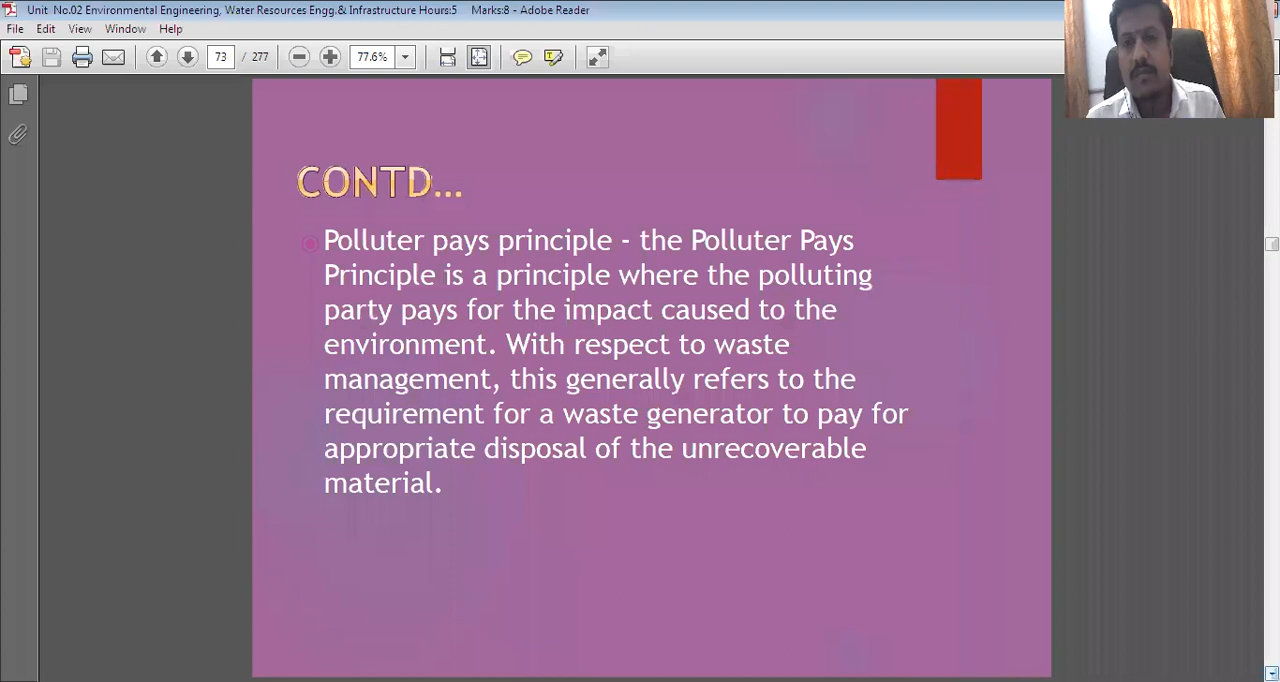 Unit No.02 Environmental Engineering, Water Resources Engg.& Infrastructure Hours:5 Marks:8 - Adobe Reader
File Edit View Window Help
73 / 277 77.6%
CONTD...
Polluter pays principle - the Polluter Pays
Principle is a principle where the polluting
party pays for the impact caused to the
environment. With respect to waste
management, this generally refers to the
requirement for a waste generator to pay for
appropriate disposal of the unrecoverable
material.